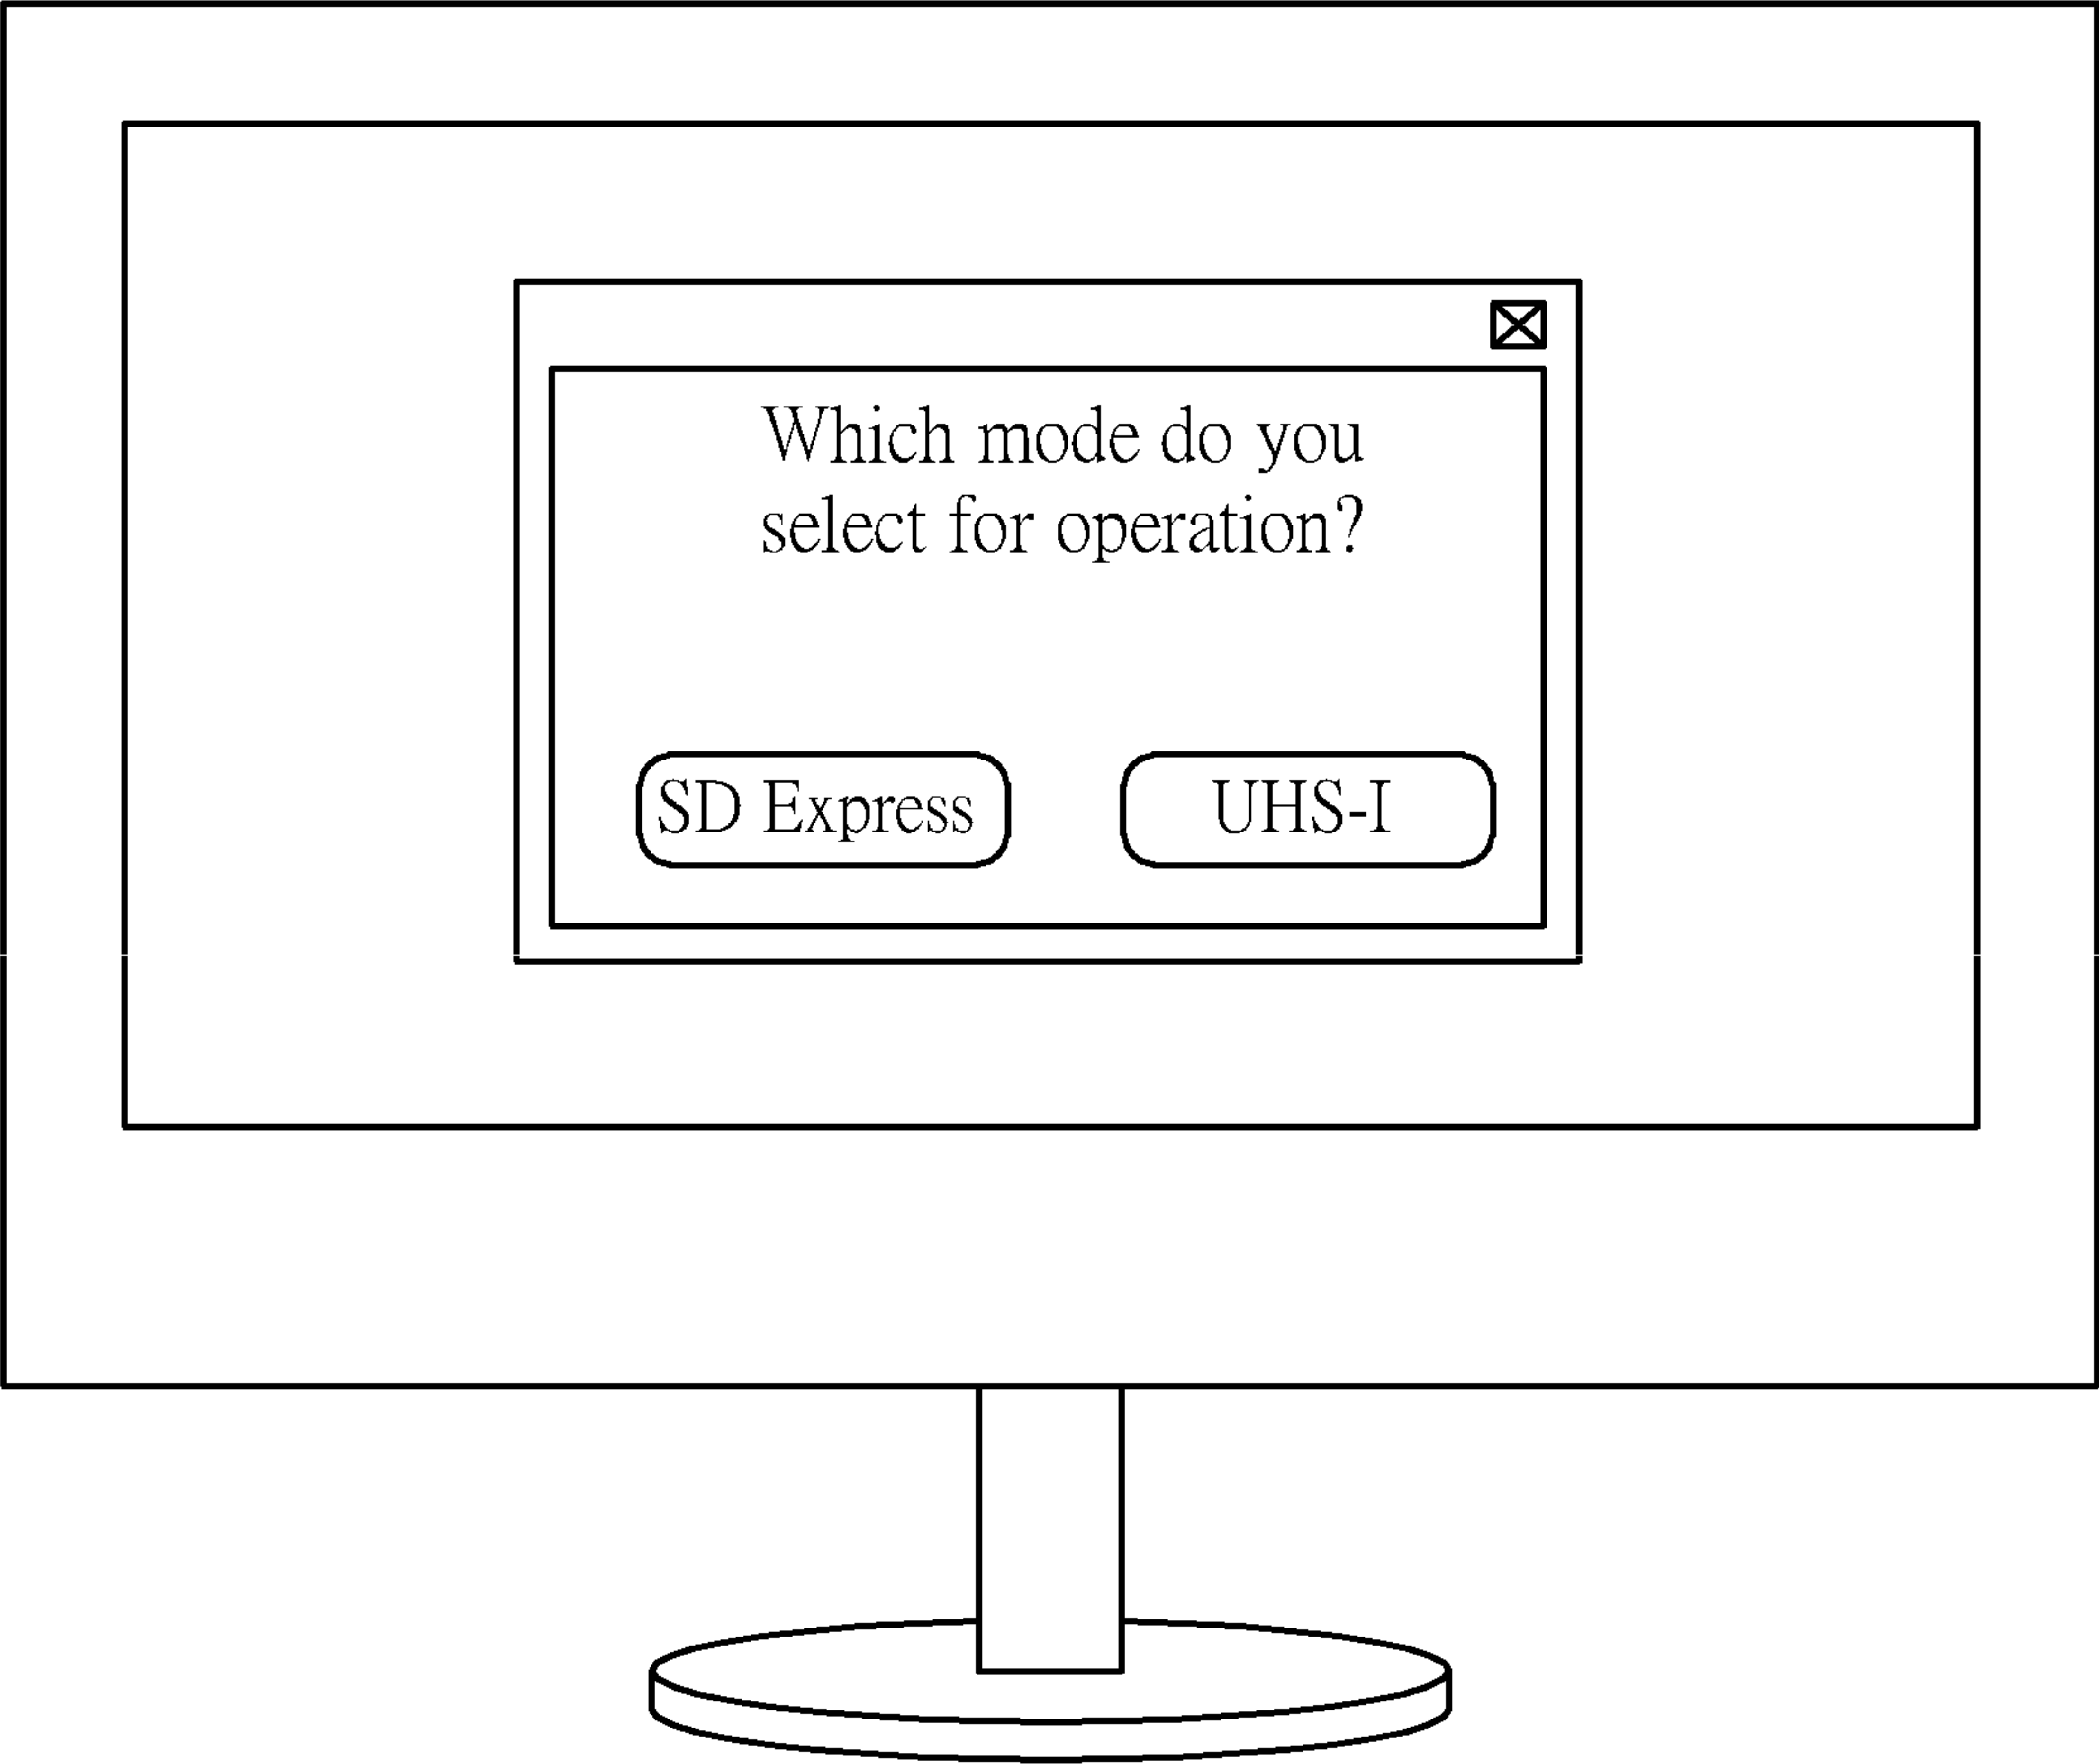 Which mode do you
select for operation?
SD Express
UHS-I